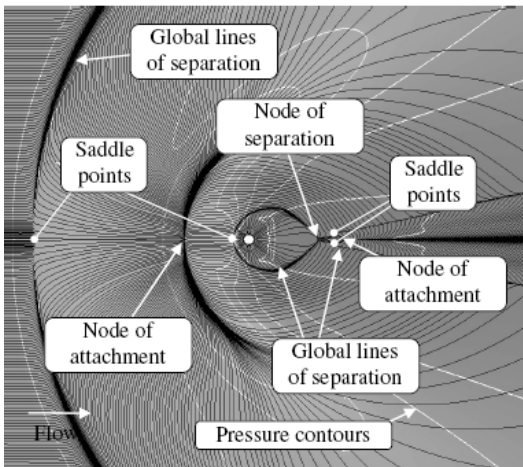 Global lines
of separation
Node of
separation
Saddle
points
Saddle
points
Node of
attachment
Node of
attachment
Global lines
of separation
Flow
Pressure contours